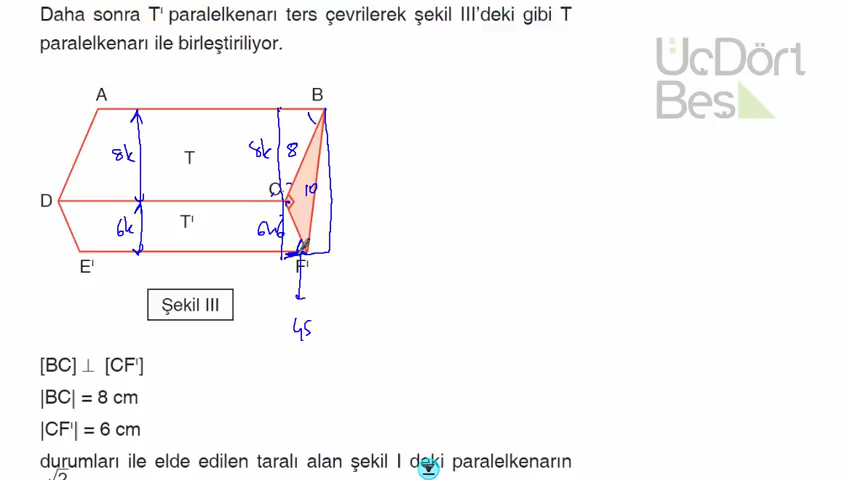 Daha sonra T' paralelkenarı ters çevrilerek şekil III'deki gibi T
paralelkenarı ile birleştiriliyor.
ÜçDört
Beş
A
B
8k
T
8k
8
D
10
6k
T'
6k
6
E'
F'
Şekil III
45
[BC] ⊥ [CF']
|BC| = 8 cm
|CF'| = 6 cm
durumları ile elde edilen taralı alan şekil I deki paralelkenarın